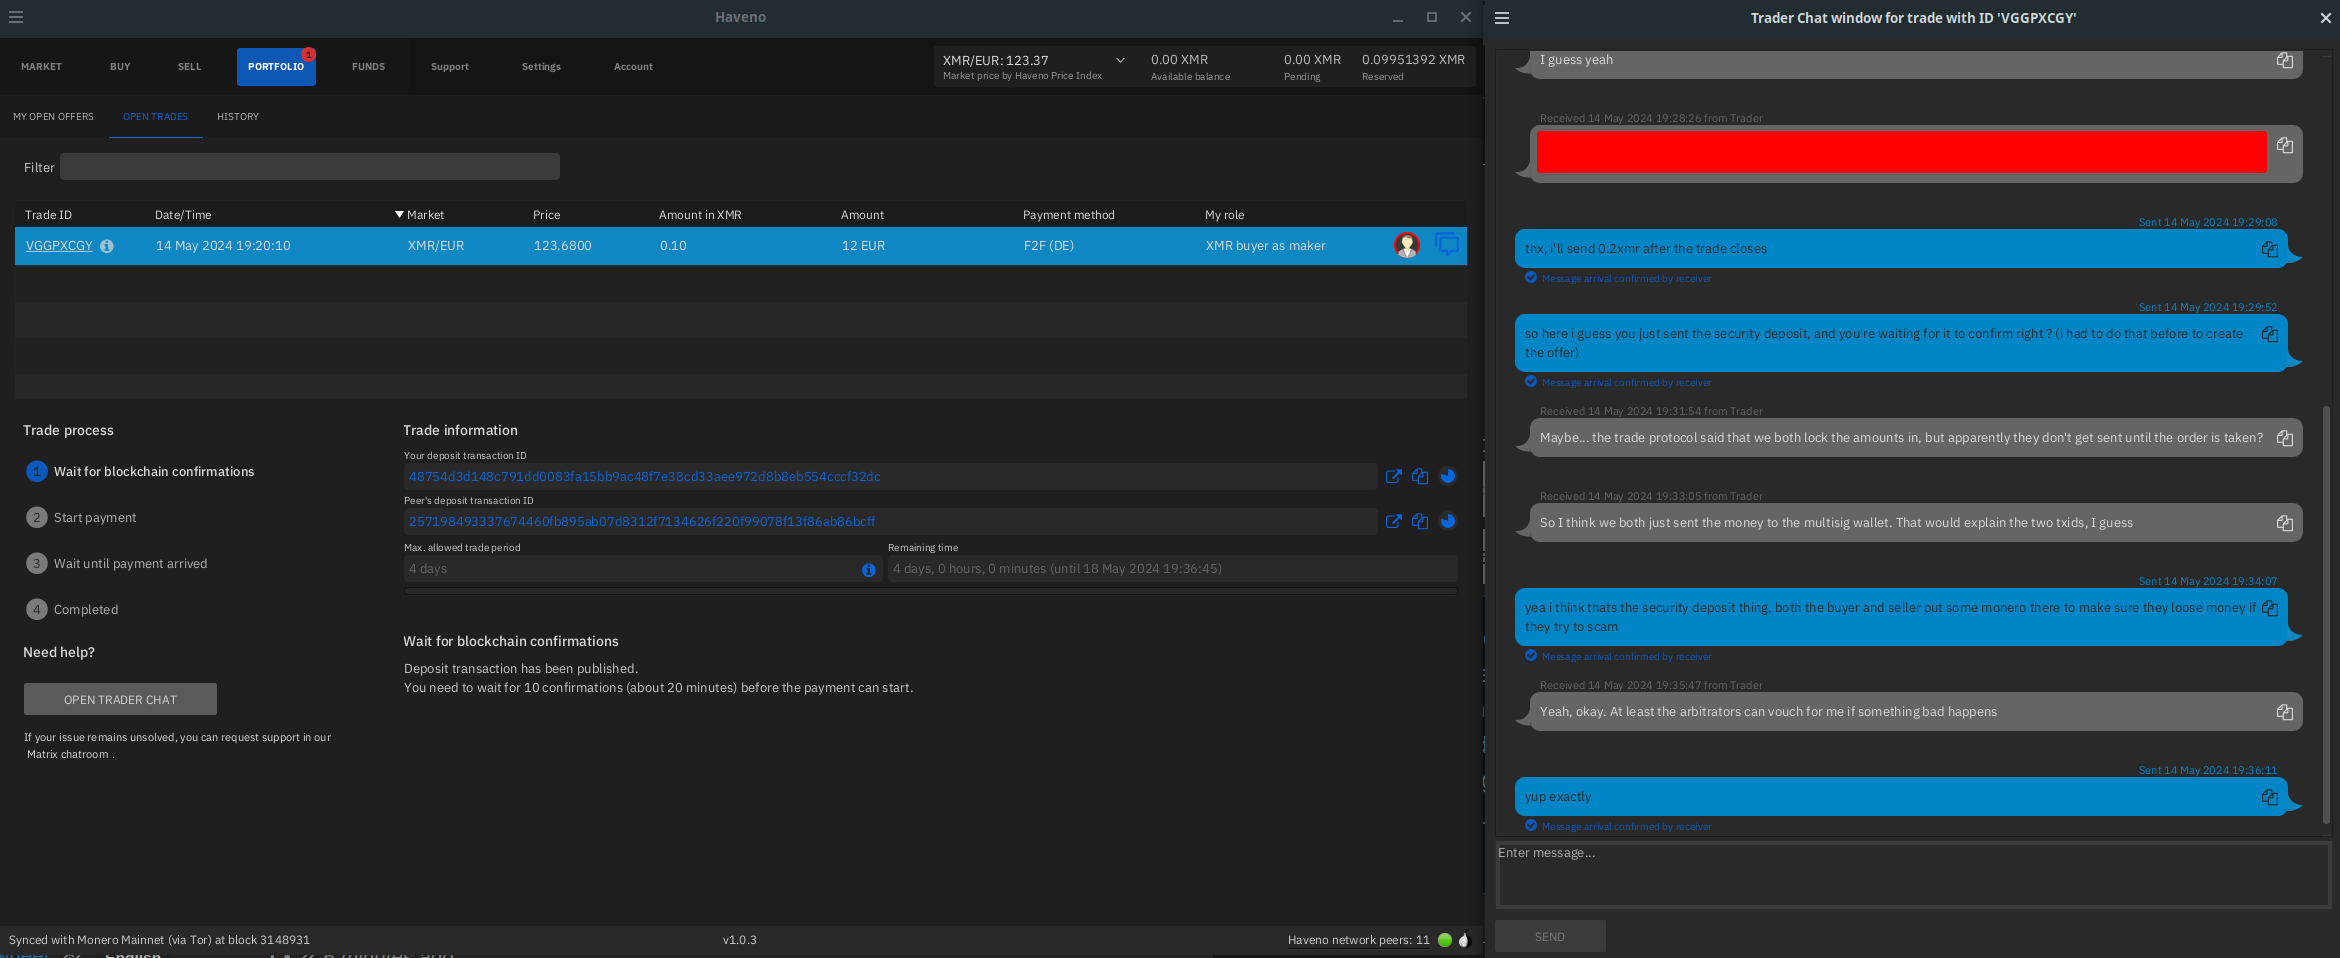 Haveno
MARKET
BUY
SELL
PORTFOLIO
1
FUNDS
Support
Settings
Account
XMR/EUR: 123.37
Market price by Haveno Price Index
0.00 XMR
Available balance
0.00 XMR
Pending
0.09951392 XMR
Reserved
MY OPEN OFFERS
OPEN TRADES
HISTORY
Filter
Trade ID Date/Time Market Price Amount in XMR Amount Payment method My role
VGGPXCGY 14 May 2024 19:20:10 XMR/EUR 123.6800 0.10 12 EUR F2F (DE) XMR buyer as maker
Trade process
1 Wait for blockchain confirmations
2 Start payment
3 Wait until payment arrived
4 Completed
Need help?
OPEN TRADER CHAT
If your issue remains unsolved, you can request support in our
Matrix chatroom .
Trade information
Your deposit transaction ID
48754d3d148c791dd0083fa15bb9ac48f7e38cd33aee972d8b8eb554cccf32dc
Peer's deposit transaction ID
257198493337674460fb895ab07d8312f7134626f220f99078f13f86ab86bcff
Max. allowed trade period
4 days
Remaining time
4 days, 0 hours, 0 minutes (until 18 May 2024 19:36:45)
Wait for blockchain confirmations
Deposit transaction has been published.
You need to wait for 10 confirmations (about 20 minutes) before the payment can start.
Synced with Monero Mainnet (via Tor) at block 3148931
v1.0.3
Haveno network peers: 11
Trader Chat window for trade with ID 'VGGPXCGY'
I guess yeah
Received 14 May 2024 19:28:26 from Trader
Sent 14 May 2024 19:29:08
thx, i'll send 0.2xmr after the trade closes
Message arrival confirmed by receiver
Sent 14 May 2024 19:29:52
so here i guess you just sent the security deposit, and you're waiting for it to confirm right ? (i had to do that before to create
the offer)
Message arrival confirmed by receiver
Received 14 May 2024 19:31:54 from Trader
Maybe... the trade protocol said that we both lock the amounts in, but apparently they don't get sent until the order is taken?
Received 14 May 2024 19:33:05 from Trader
So I think we both just sent the money to the multisig wallet. That would explain the two txids, I guess
Sent 14 May 2024 19:34:07
yea i think thats the security deposit thing, both the buyer and seller put some monero there to make sure they loose money if
they try to scam
Message arrival confirmed by receiver
Received 14 May 2024 19:35:47 from Trader
Yeah, okay. At least the arbitrators can vouch for me if something bad happens
Sent 14 May 2024 19:36:11
yup exactly
Message arrival confirmed by receiver
Enter message...
SEND